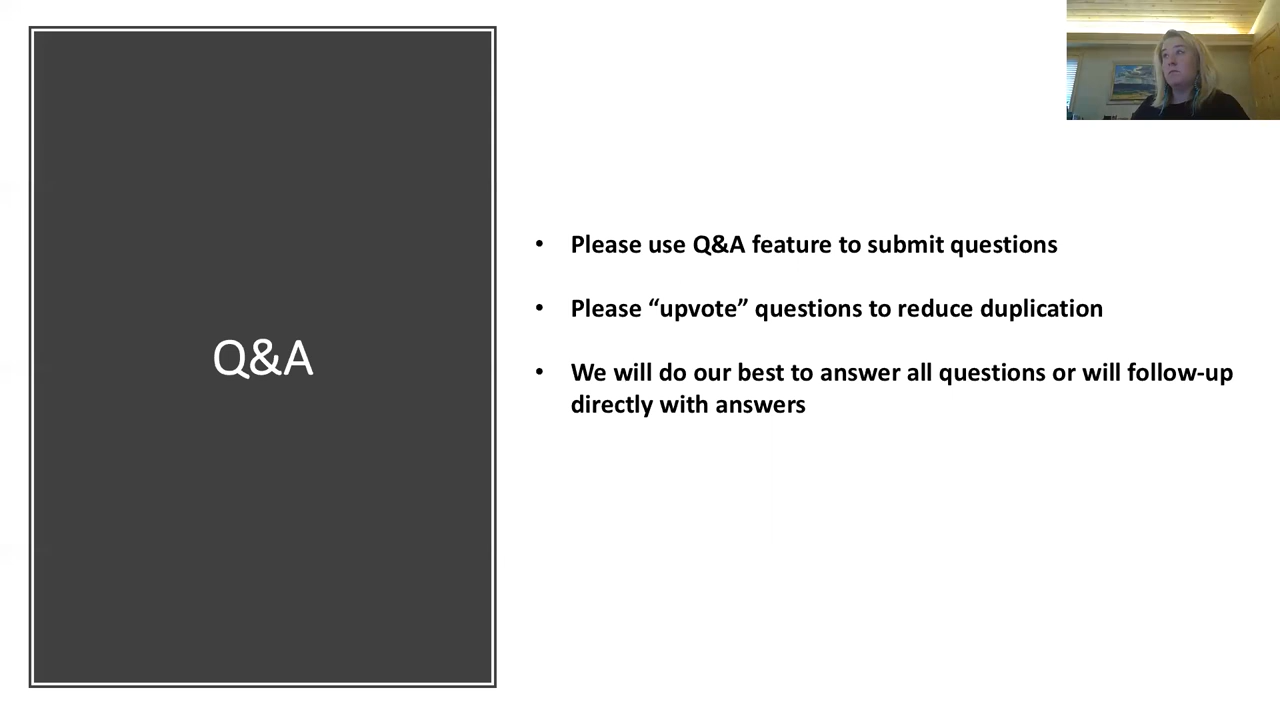 Q&A
• Please use Q&A feature to submit questions
• Please “upvote” questions to reduce duplication
• We will do our best to answer all questions or will follow-up
directly with answers